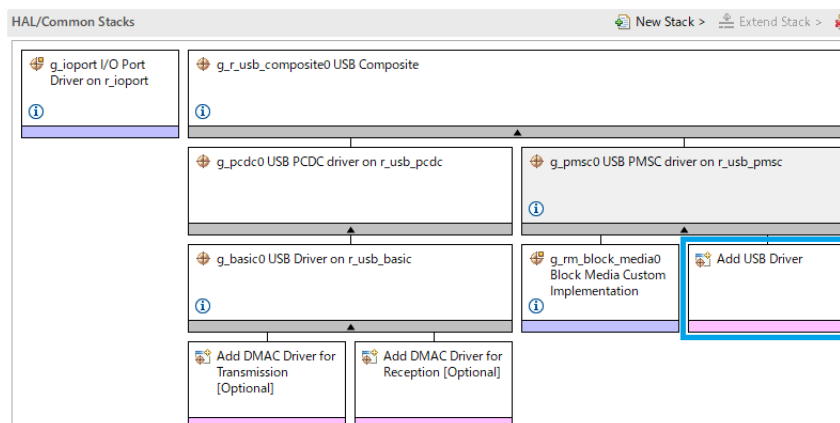 HAL/Common Stacks
New Stack >
Extend Stack >
g_ioport I/O Port
Driver on r_ioport
g_r_usb_composite0 USB Composite
g_pcdc0 USB PCDC driver on r_usb_pcdc
g_pmsc0 USB PMSC driver on r_usb_pmsc
g_basic0 USB Driver on r_usb_basic
g_rm_block_media0
Block Media Custom
Implementation
Add USB Driver
Add DMAC Driver for
Transmission
[Optional]
Add DMAC Driver for
Reception [Optional]